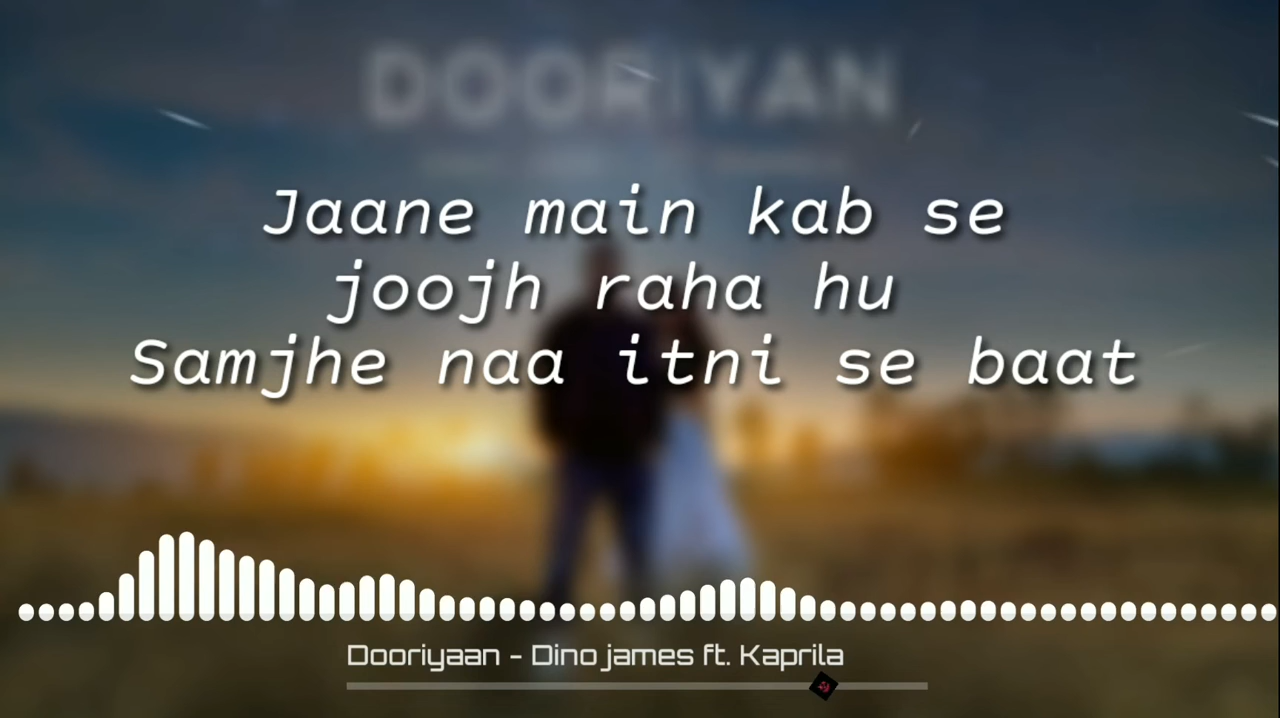 DOORIYAN
Jaane main kab se
joojh raha hu
Samjhe naa itni se baat
Dooriyaan - Dino james ft. Kaprila